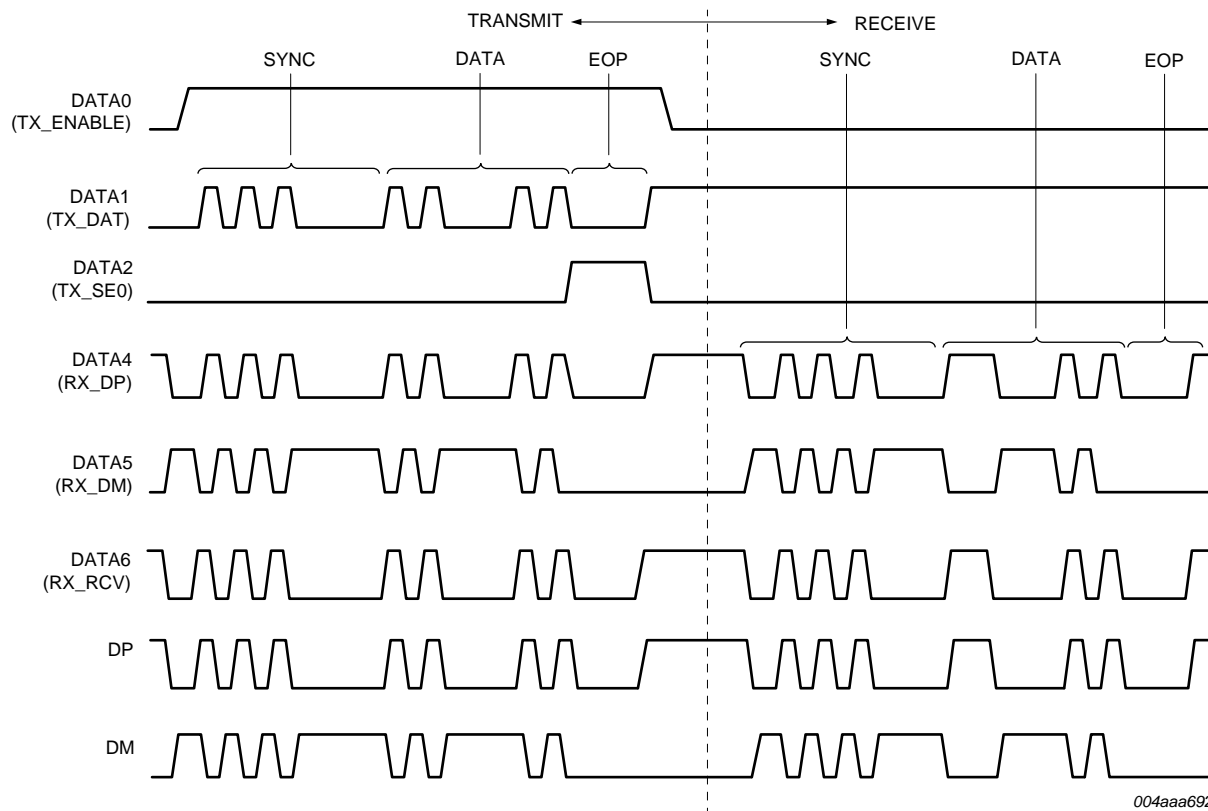 TRANSMIT
RECEIVE
SYNC
DATA
EOP
SYNC
DATA
EOP
DATA0
(TX_ENABLE)
DATA1
(TX_DAT)
DATA2
(TX_SE0)
DATA4
(RX_DP)
DATA5
(RX_DM)
DATA6
(RX_RCV)
DP
DM
004aaa692